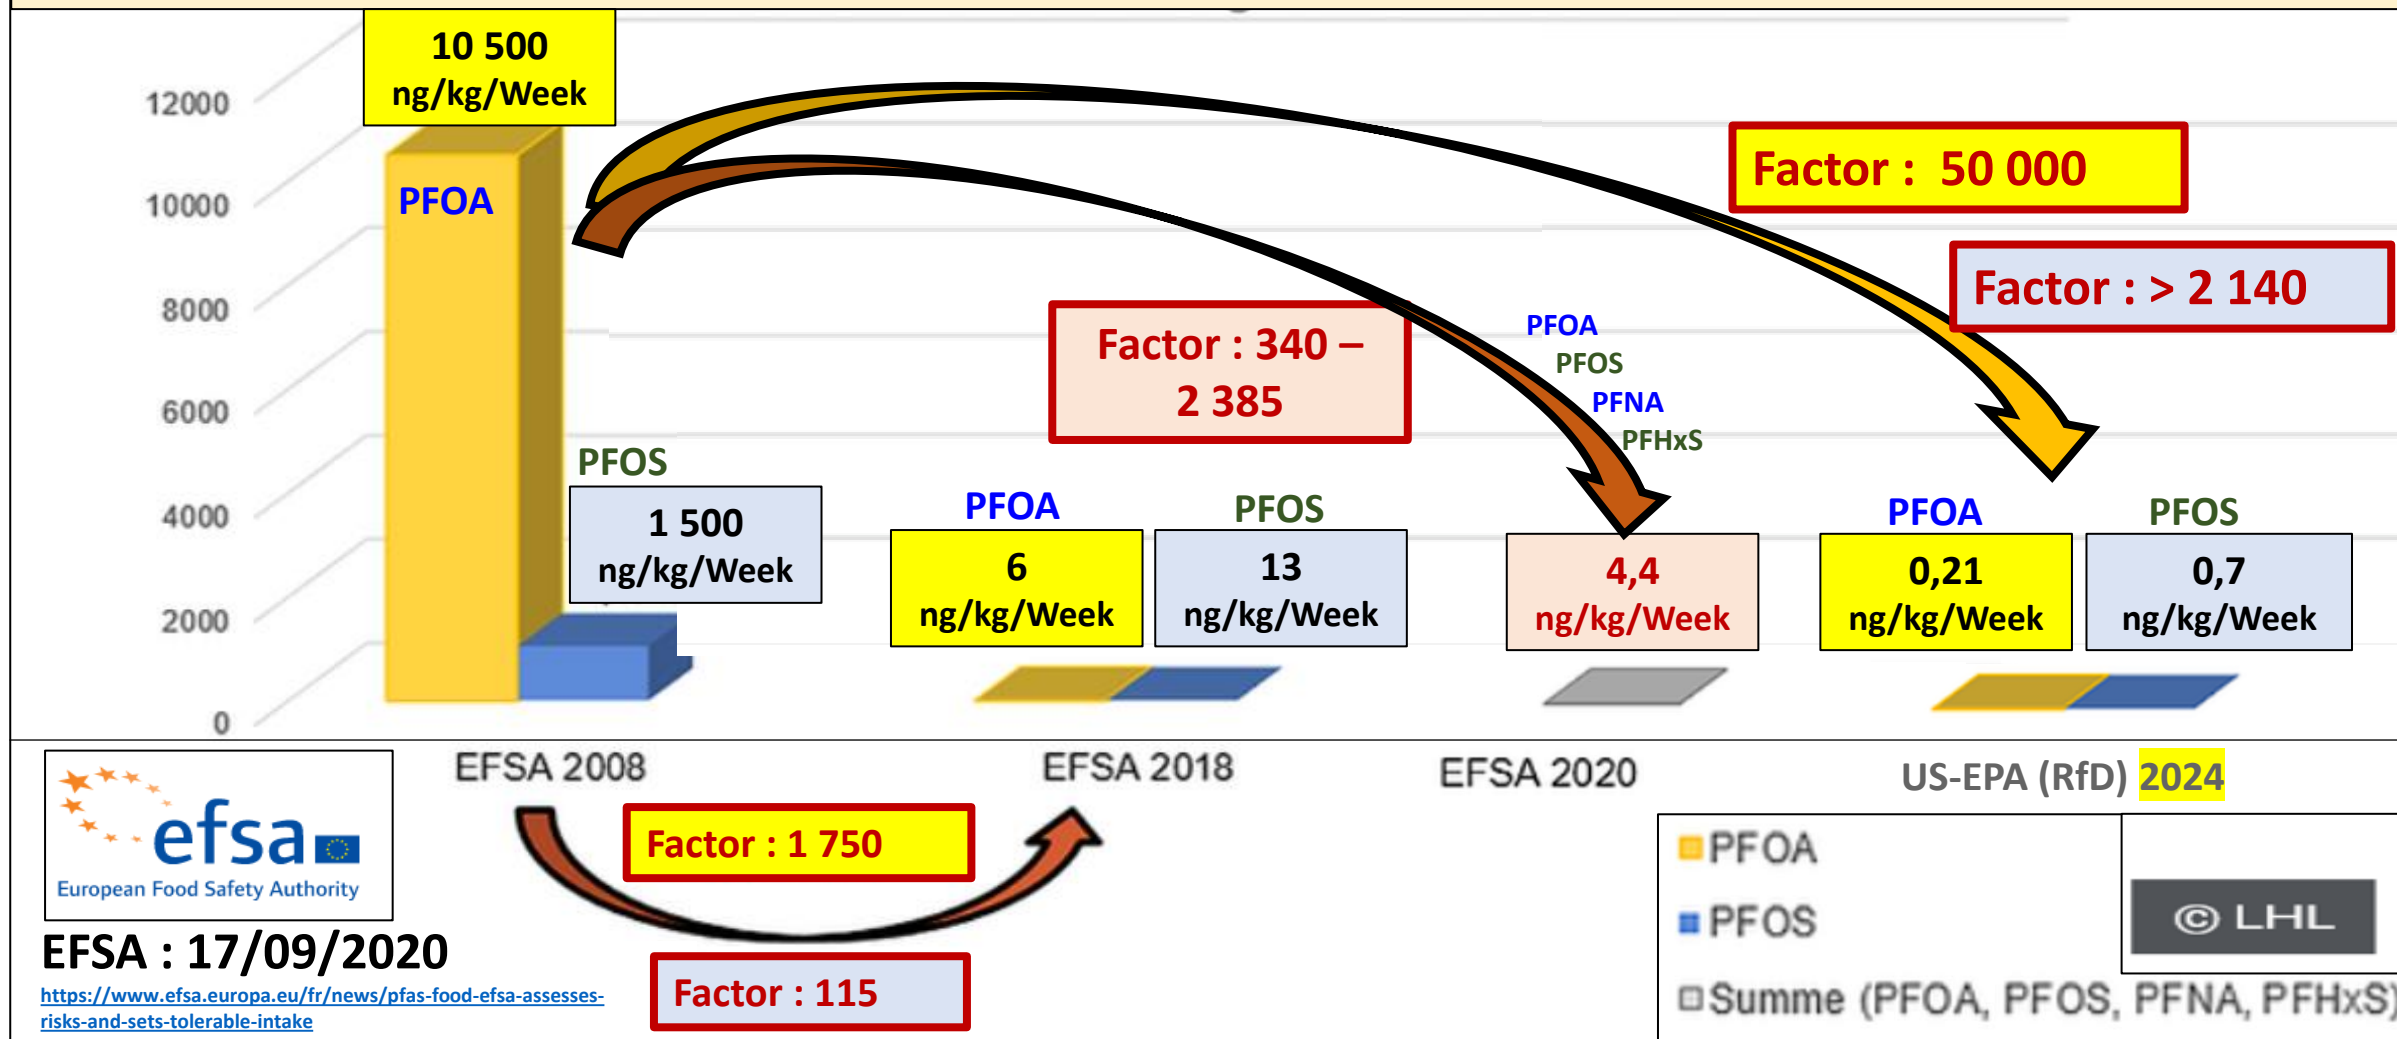 10 500
ng/kg/Week
12000
10000
8000
6000
4000
2000
0
PFOA
PFOS
1 500
ng/kg/Week
Factor : 50 000
Factor : > 2 140
Factor : 340 –
2 385
PFOA
PFOS
PFNA
PFHxS
PFOA
6
ng/kg/Week
PFOS
13
ng/kg/Week
4,4
ng/kg/Week
PFOA
0,21
ng/kg/Week
PFOS
0,7
ng/kg/Week
EFSA 2008
EFSA 2018
EFSA 2020
US-EPA (RfD) 2024
Factor : 1 750
Factor : 115
efsa
European Food Safety Authority
EFSA : 17/09/2020
https://www.efsa.europa.eu/fr/news/pfas-food-efsa-assesses-
risks-and-sets-tolerable-intake
PFOA
PFOS
Summe (PFOA, PFOS, PFNA, PFHxS)
© LHL